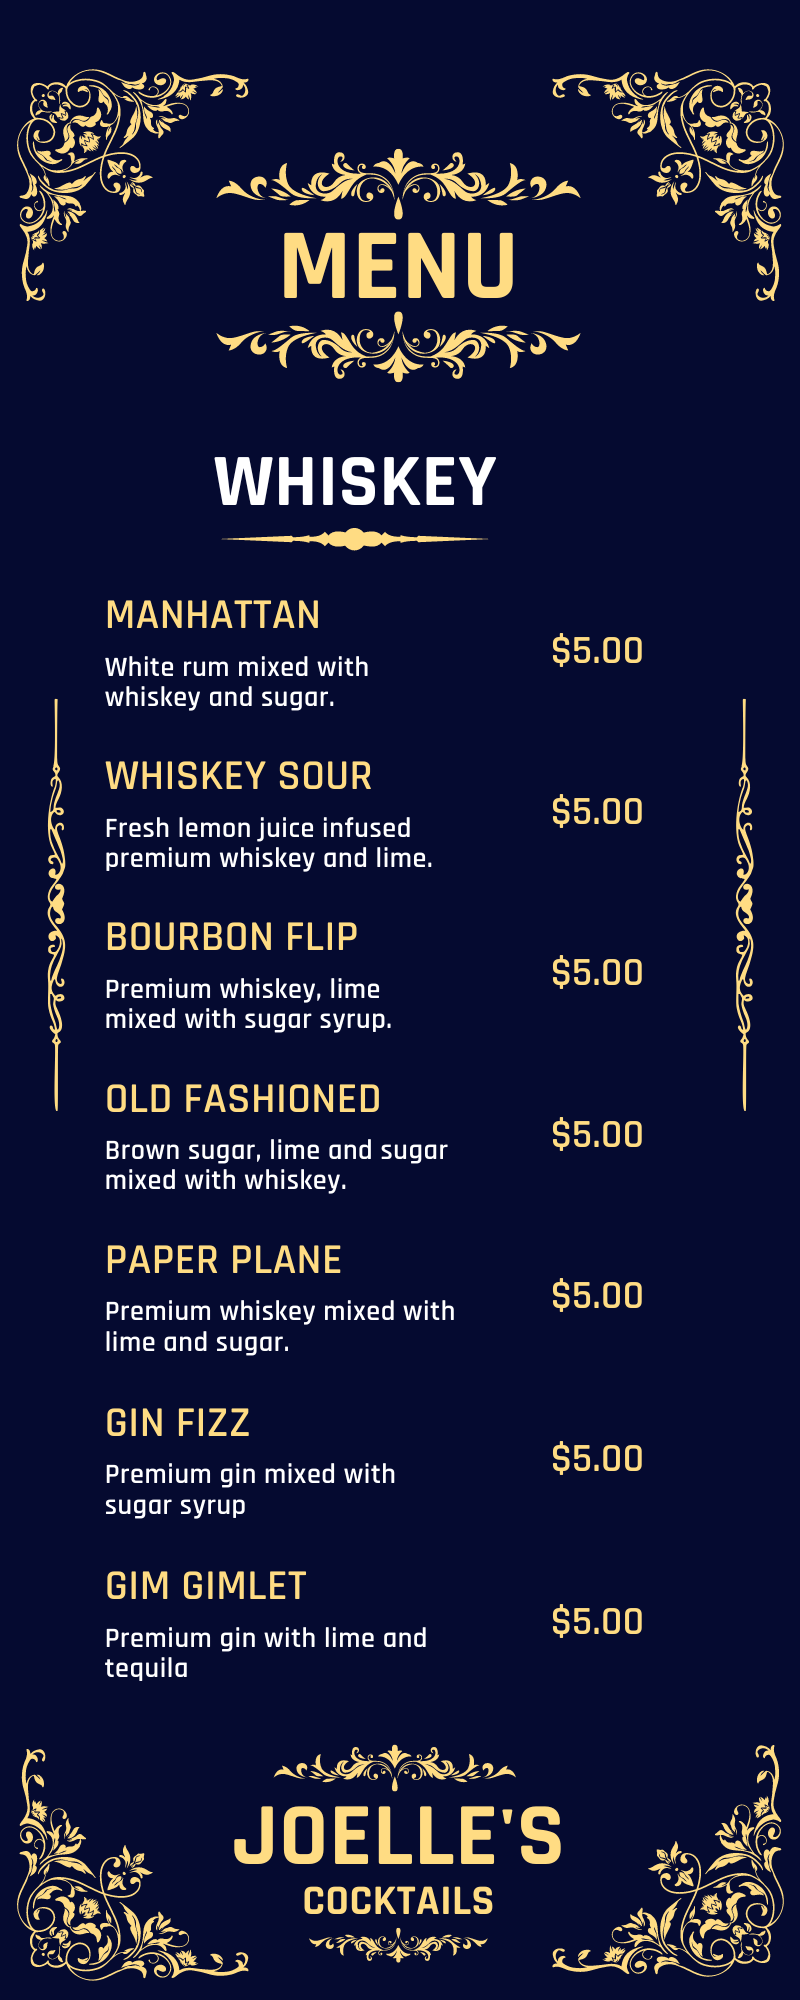 MENU
WHISKEY
MANHATTAN
White rum mixed with
whiskey and sugar.
$5.00
WHISKEY SOUR
Fresh lemon juice infused
premium whiskey and lime.
$5.00
BOURBON FLIP
Premium whiskey, lime
mixed with sugar syrup.
$5.00
OLD FASHIONED
Brown sugar, lime and sugar
mixed with whiskey.
$5.00
PAPER PLANE
Premium whiskey mixed with
lime and sugar.
$5.00
GIN FIZZ
Premium gin mixed with
sugar syrup
$5.00
GIM GIMLET
Premium gin with lime and
tequila
$5.00
JOELLE'S
COCKTAILS